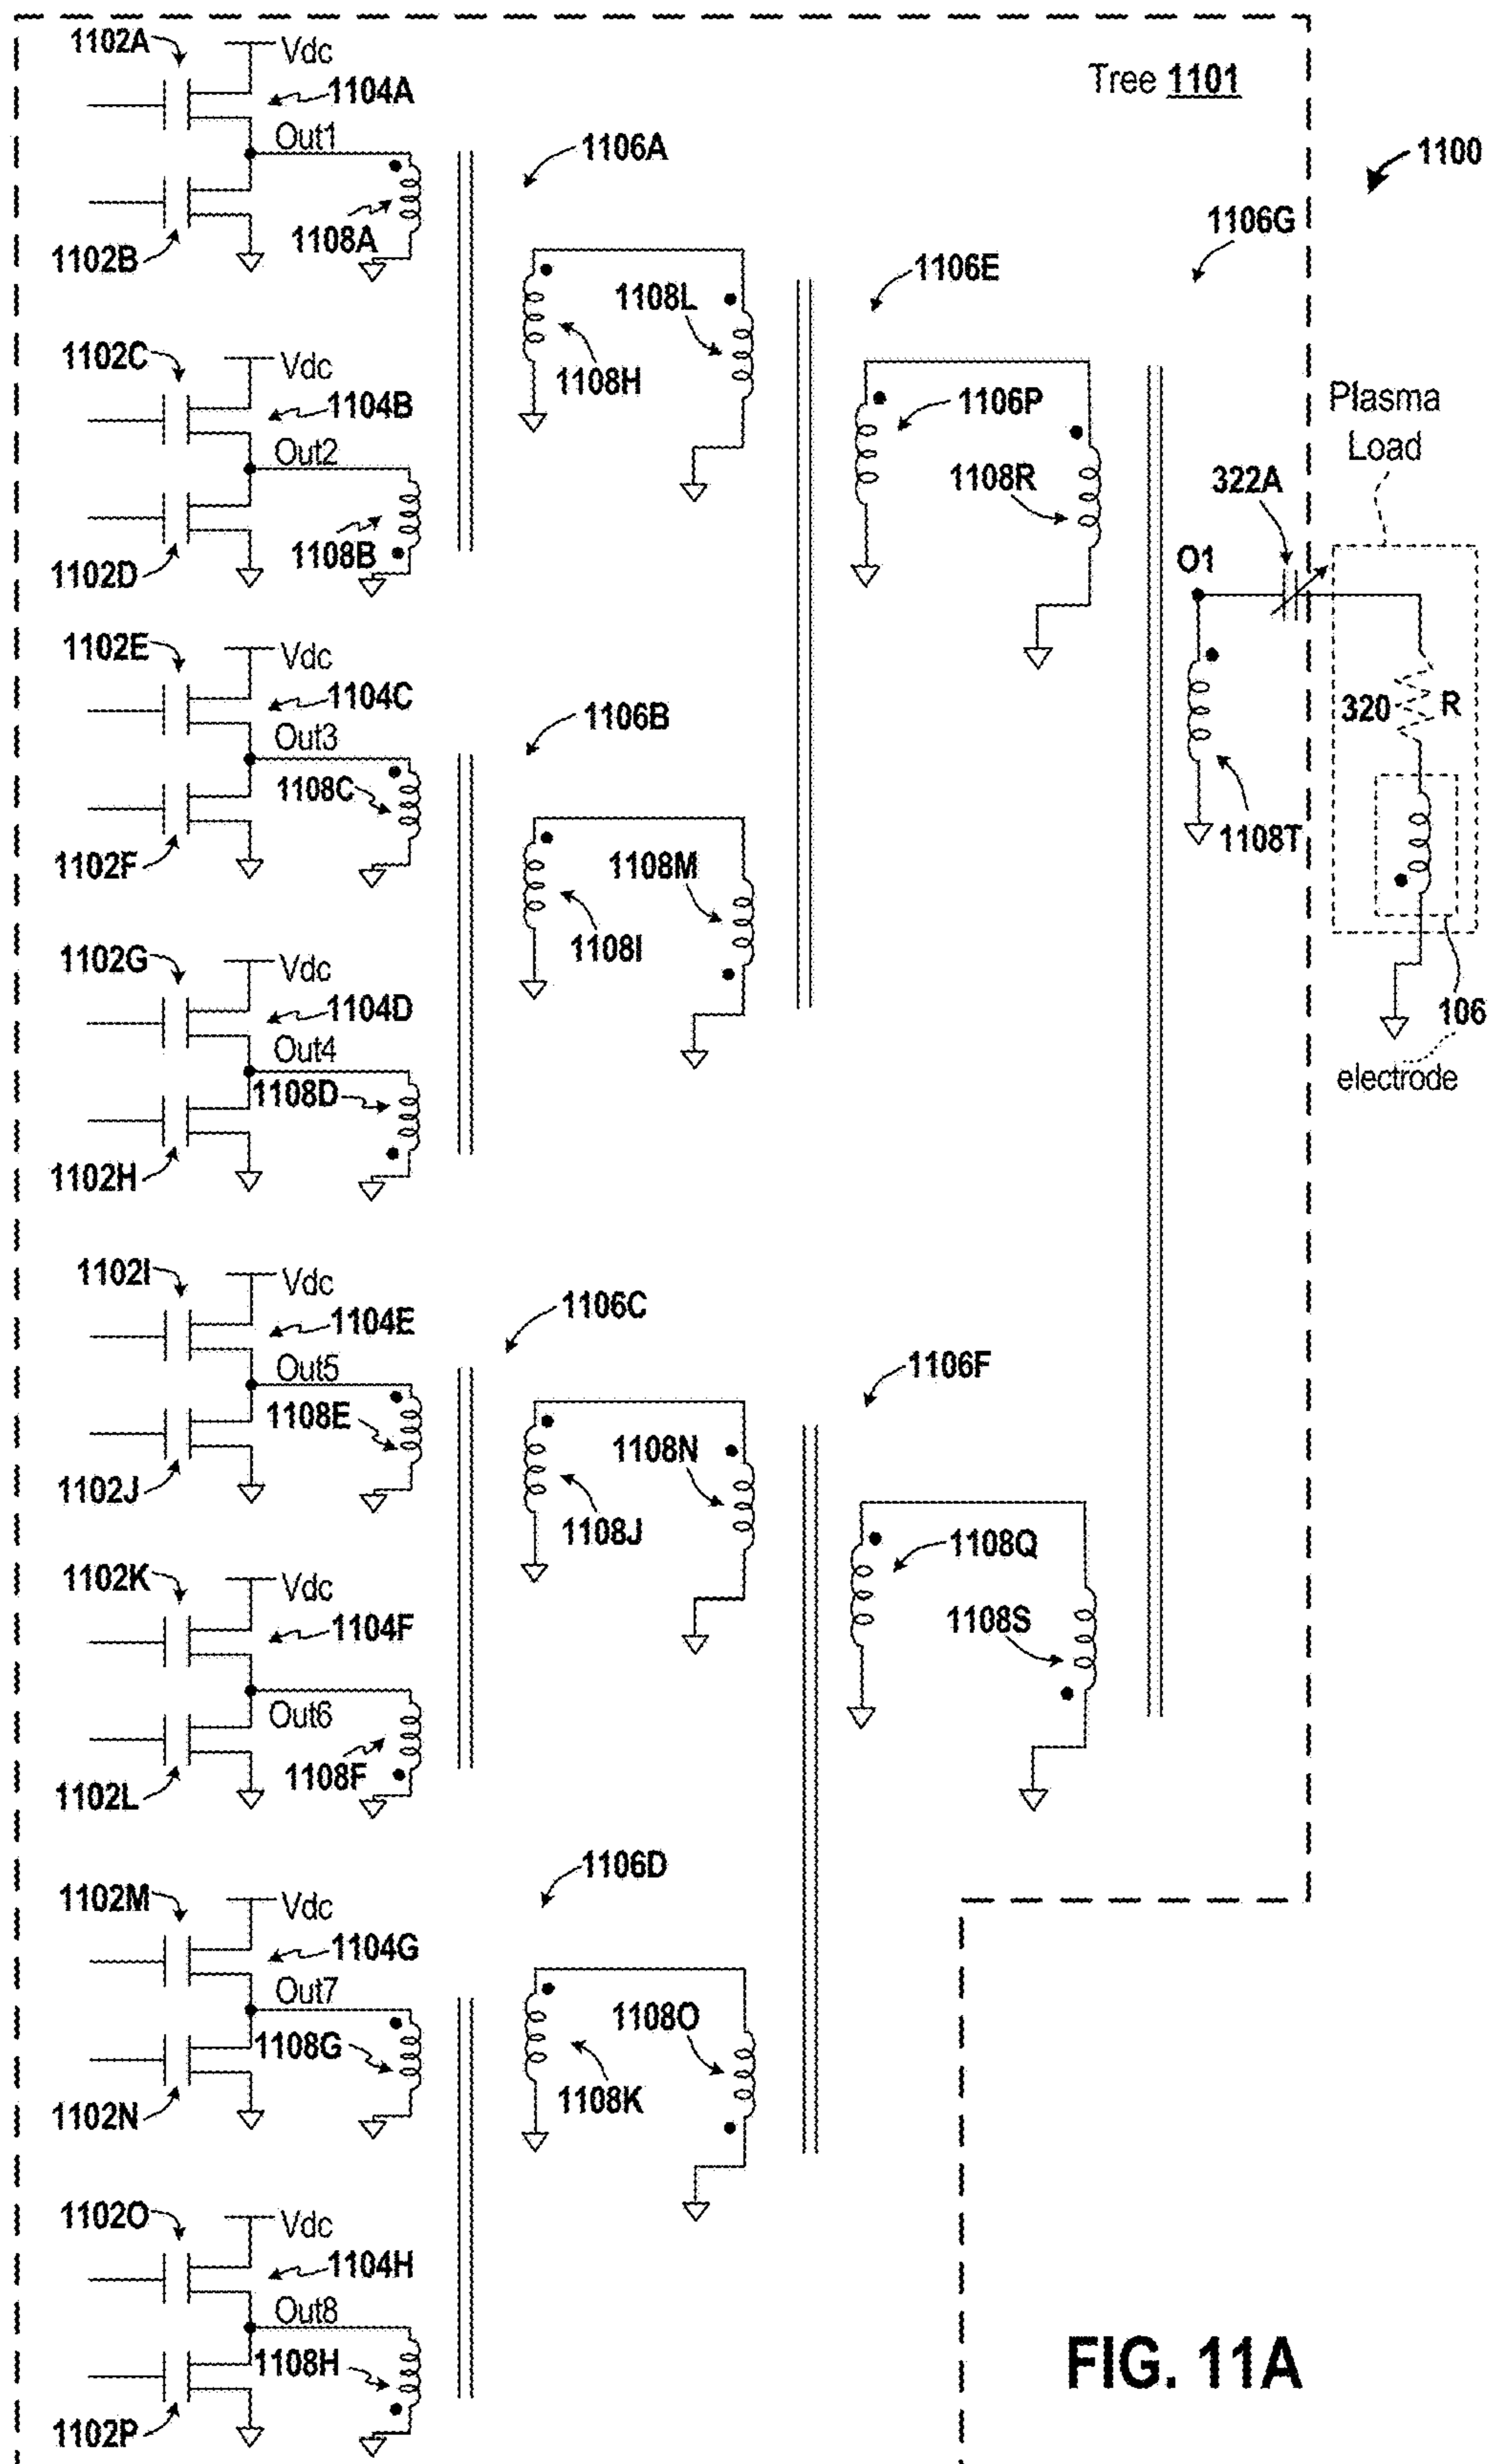 1102A
Vdc
Tree 1101
1104A
Out1
1106A
1100
1108A
1102B
1106G
1106E
1108L
1102C
Vdc
1108H
1104B
1106P
Plasma
Load
Out2
1108R
322A
1108B
1102D
O1
1102E
Vdc
1104C
1106B
320
R
Out3
1108C
1108T
1102F
1108M
1108I
1102G
Vdc
1104D
106
Out4
electrode
1108D
1102H
1102I
Vdc
1106C
1104E
1106F
Out5
1108E
1108N
1102J
1108J
1108Q
1102K
Vdc
1104F
1108S
Out6
1108F
1102L
1106D
1102M
Vdc
1104G
Out7
1108O
1108G
1108K
1102N
1102O
Vdc
1104H
Out8
1108H
1102P
FIG. 11A